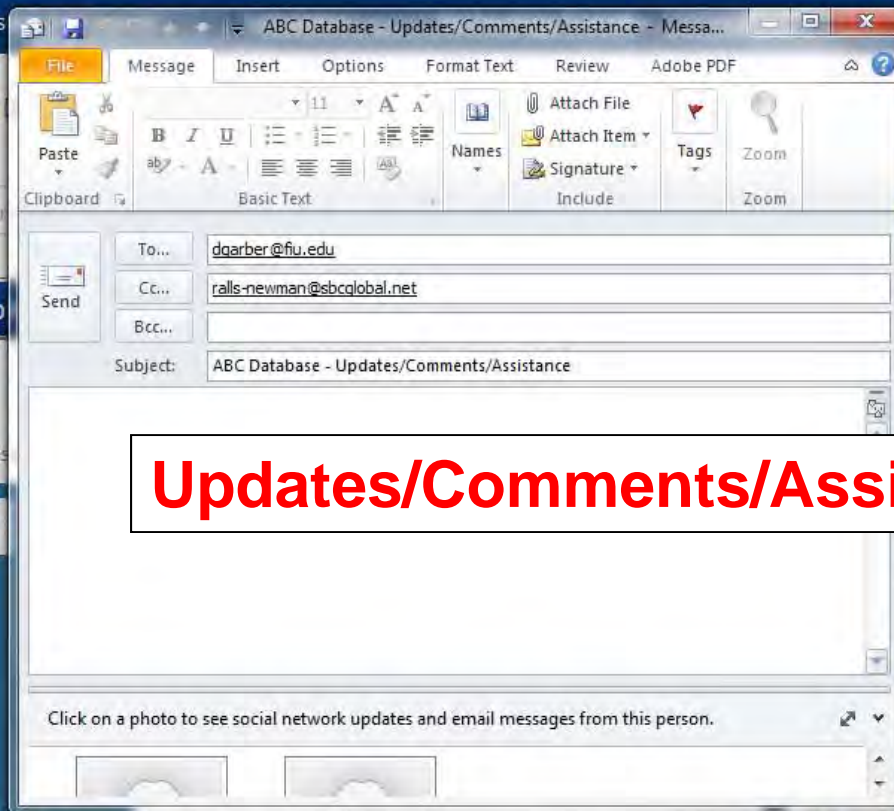 ABC Database - Updates/Comments/Assistance - Messa...
File Message Insert Options Format Text Review Adobe PDF
11 A A Attach File
Paste B I U Names Attach Item Tags Zoom
ab A Aa Signature
Clipboard Basic Text Include Zoom
To... dgarber@fiu.edu
Send Cc... ralls-newman@sbcglobal.net
Bcc...
Subject: ABC Database - Updates/Comments/Assistance
Updates/Comments/Assi
Click on a photo to see social network updates and email messages from this person.